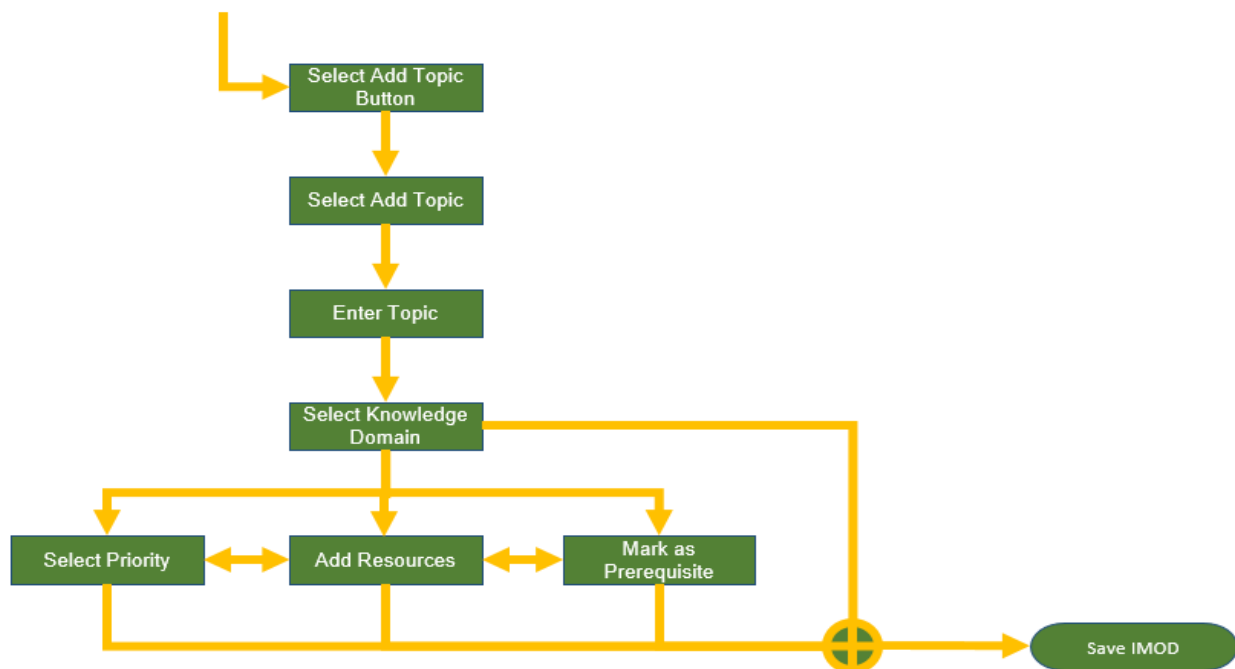 Select Add Topic
Button
Select Add Topic
Enter Topic
Select Knowledge
Domain
Select Priority
Add Resources
Mark as
Prerequisite
Save IMOD